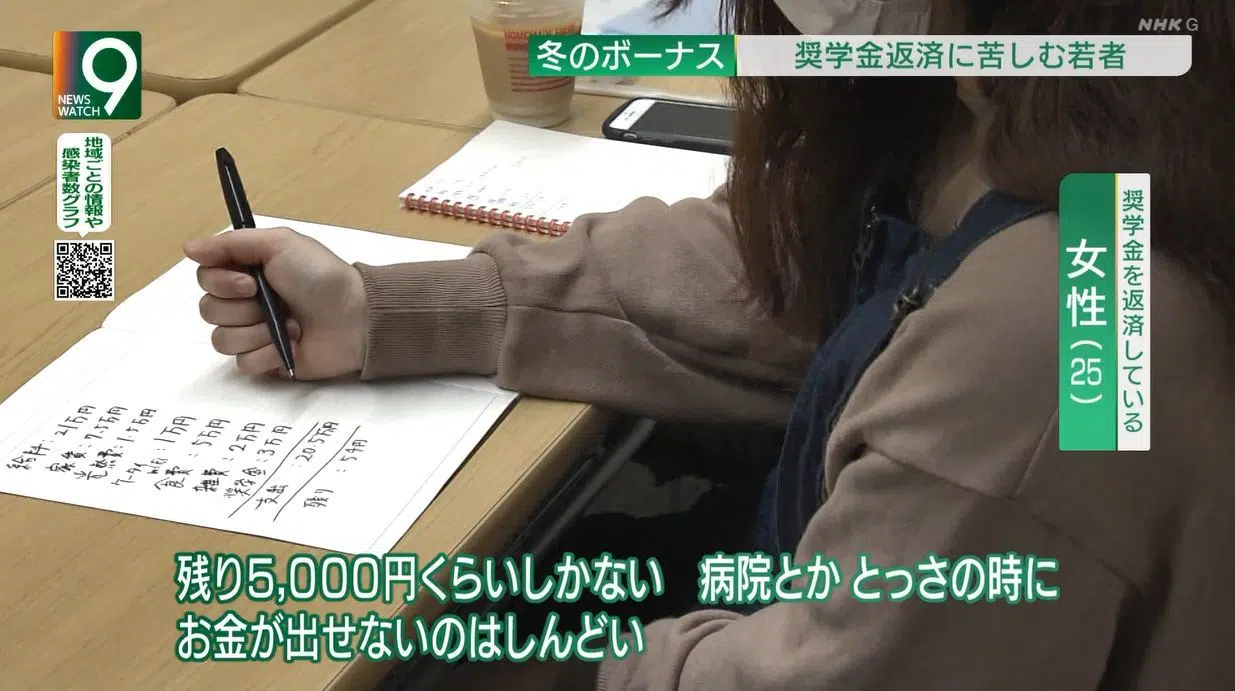 NHK G
9
NEWS
WATCH
冬のボーナス 奨学金返済に苦しむ若者
地域ごとの情報や
感染者数グラフ
奨学金を返済している
女性(25)
給料:21万円
家賃:7.5万円
光熱費:1.5万円
ケータイ Wi-Fi:1万円
食費:5万円
雑費:2万円
奨学金:3万円
支出:20.5万円
残り:5千円
残り5,000円くらいしかない 病院とか とっさの時に
お金が出せないのはしんどい